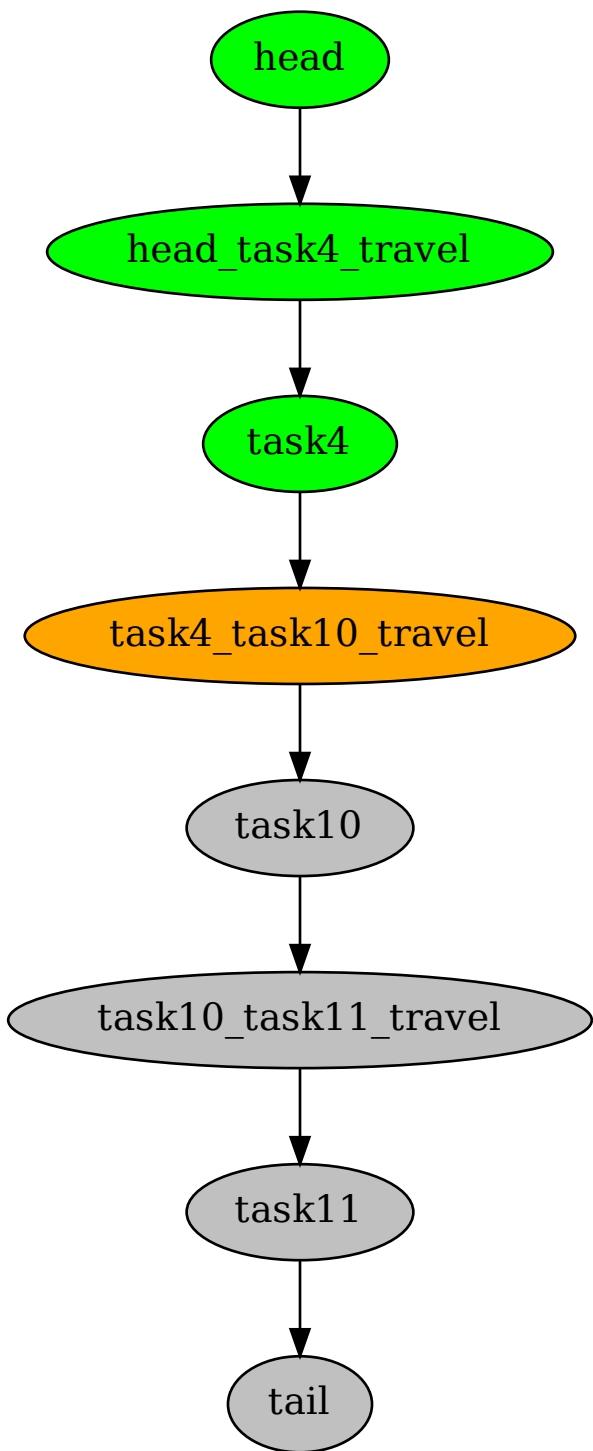 head
head_task4_travel
task4
task4_task10_travel
task10
task10_task11_travel
task11
tail